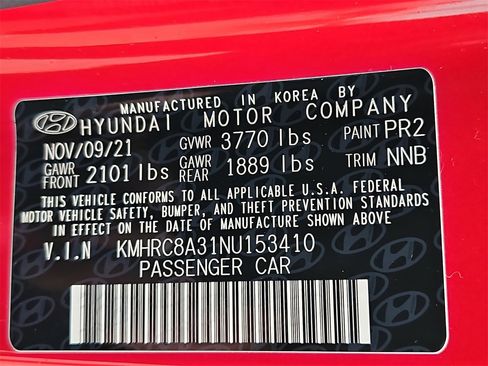 MANUFACTURED IN KOREA BY
HYUNDAI MOTOR COMPANY
NOV/09/21 GVWR 3770 lbs PAINT PR2
GAWR FRONT 2101 lbs GAWR REAR 1889 lbs TRIM NNB
THIS VEHICLE CONFORMS TO ALL APPLICABLE U.S.A. FEDERAL
MOTOR VEHICLE SAFETY, BUMPER, AND THEFT PREVENTION STANDARDS
IN EFFECT ON THE DATE OF MANUFACTURE SHOWN ABOVE
V.I.N KMHRC8A31NU153410
PASSENGER CAR